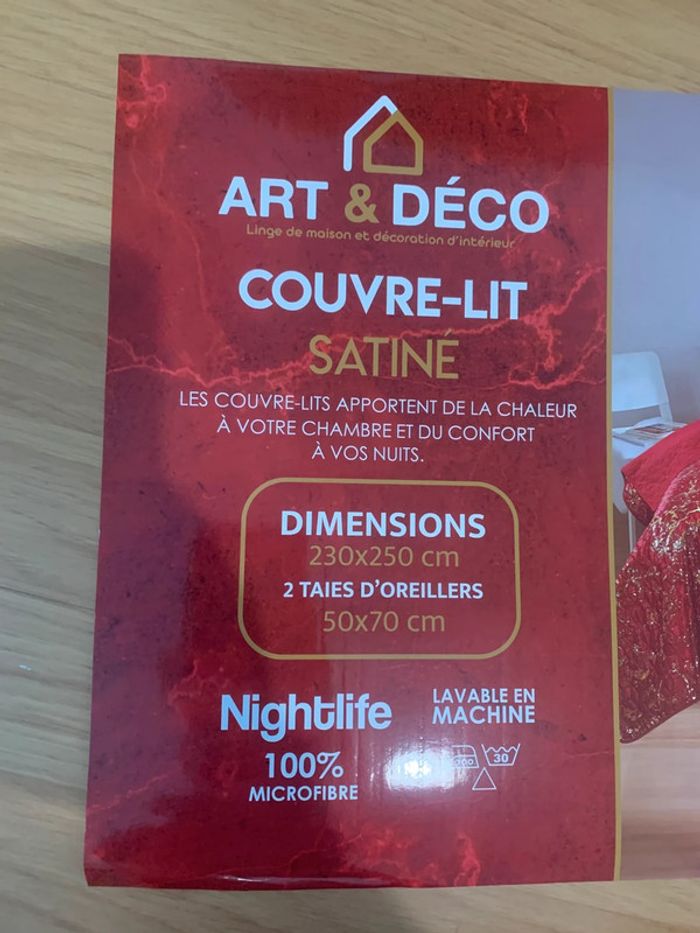 ART & DÉCO
Linge de maison et décoration d'intérieur
COUVRE-LIT
SATINÉ
LES COUVRE-LITS APPORTENT DE LA CHALEUR
À VOTRE CHAMBRE ET DU CONFORT
À VOS NUITS.
DIMENSIONS
230x250 cm
2 TAIES D'OREILLERS
50x70 cm
Nightlife
100%
MICROFIBRE
LAVABLE EN
MACHINE
30